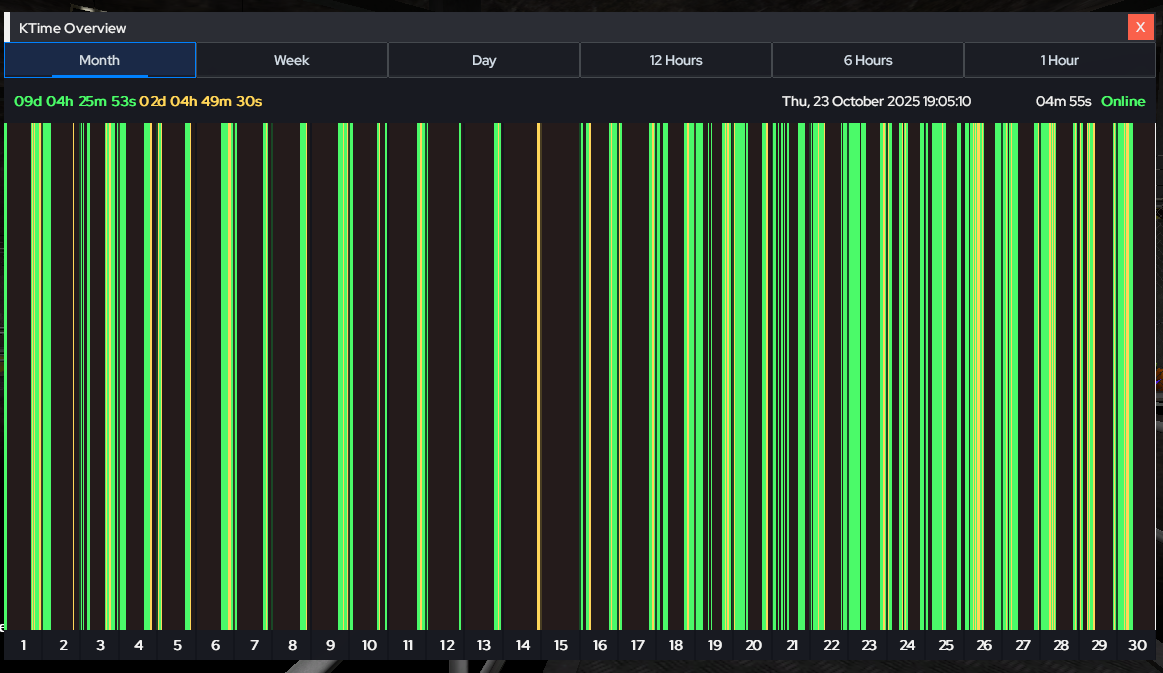 KTime Overview X
Month Week Day 12 Hours 6 Hours 1 Hour
09d 04h 25m 53s 02d 04h 49m 30s Thu, 23 October 2025 19:05:10 04m 55s Online
1 2 3 4 5 6 7 8 9 10 11 12 13 14 15 16 17 18 19 20 21 22 23 24 25 26 27 28 29 30